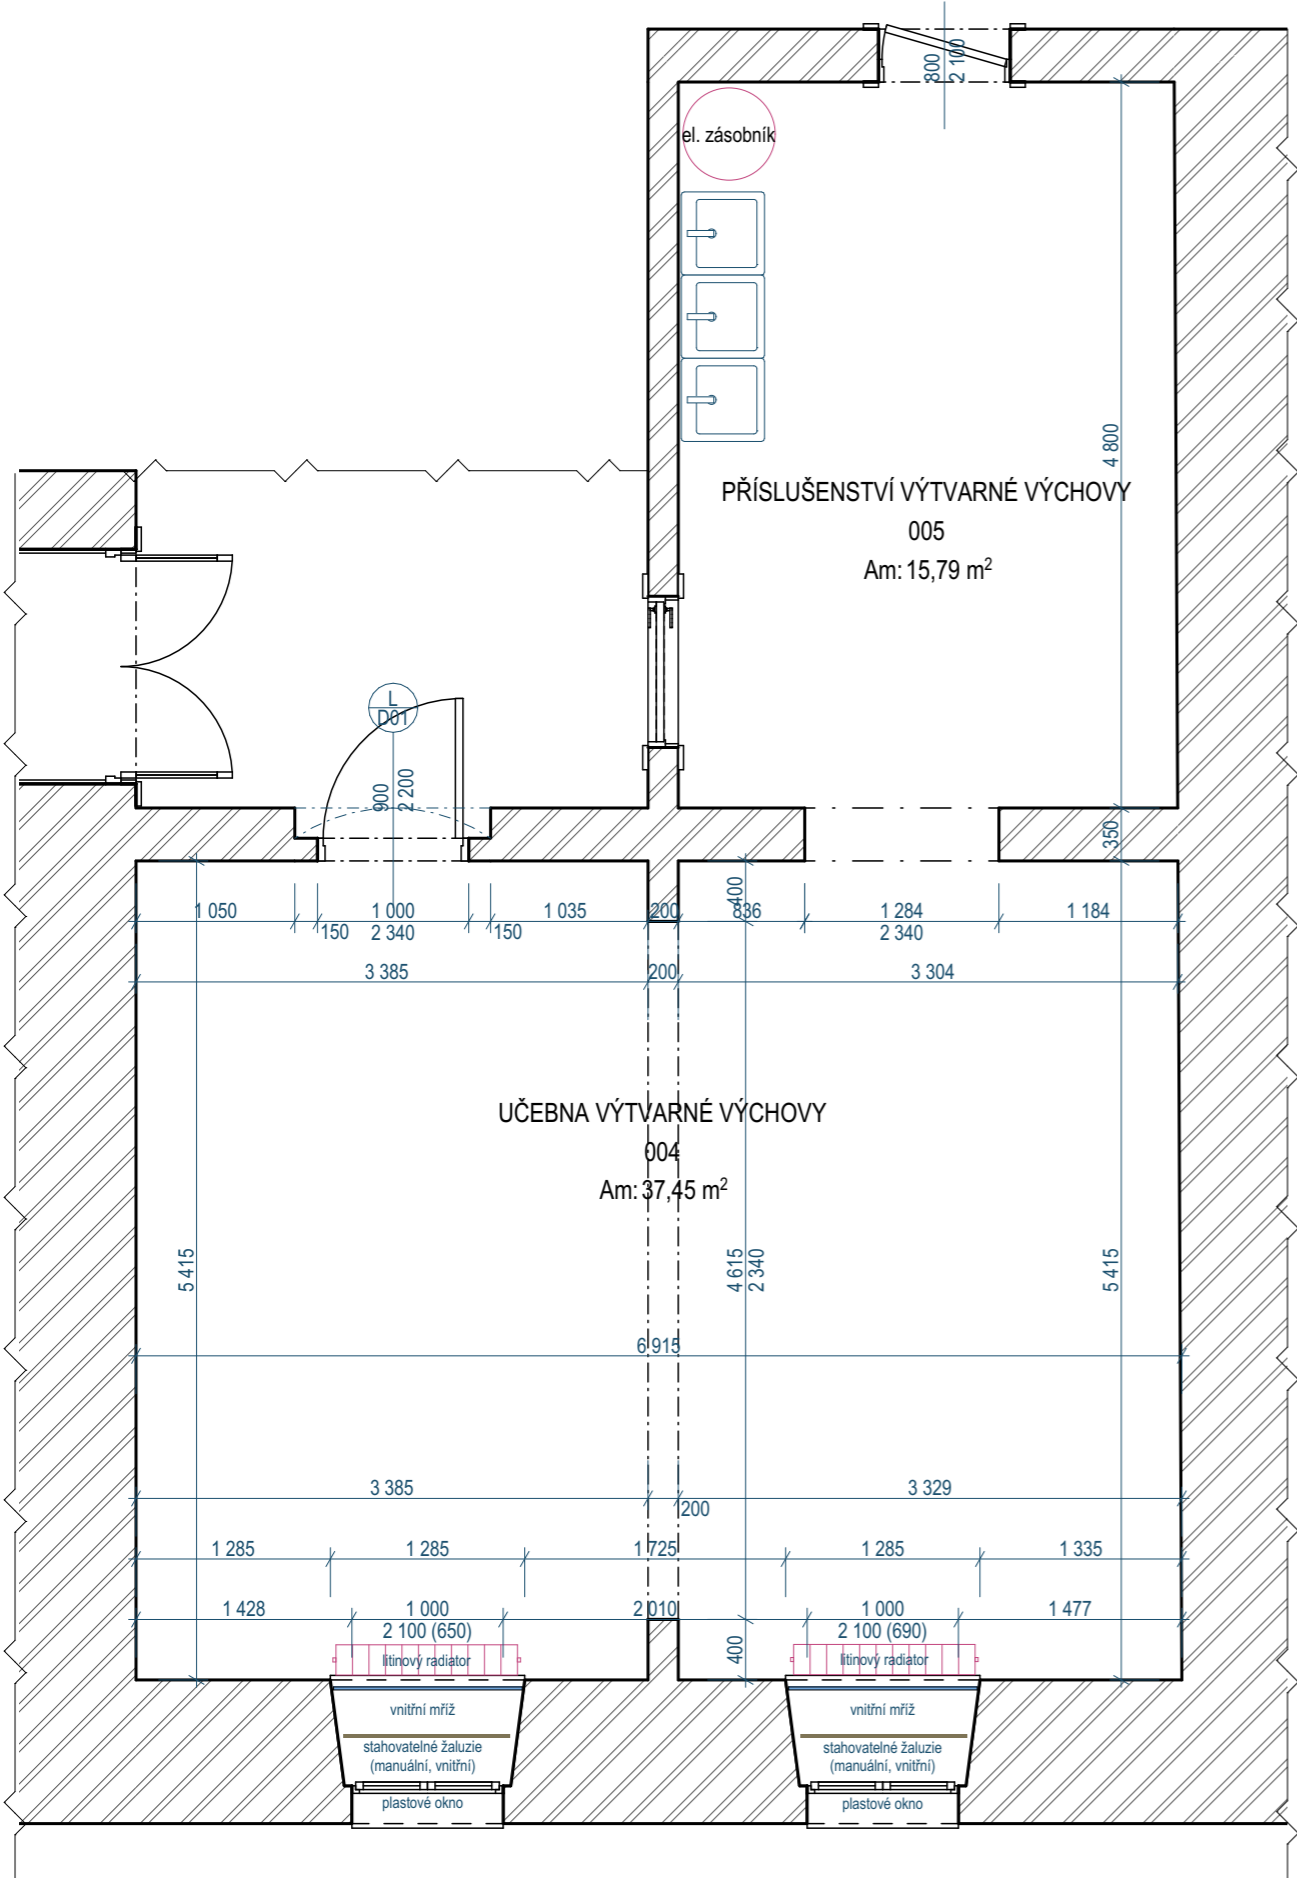 800
2 100
el. zásobník
4 800
PŘÍSLUŠENSTVÍ VÝTVARNÉ VÝCHOVY
005
Am: 15,79 m²
L
D01
900
2 200
350
400
1 050
1 000
1 035
200
836
1 284
1 184
150
2 340
150
2 340
3 385
200
3 304
UČEBNA VÝTVARNÉ VÝCHOVY
004
Am: 37,45 m²
5 415
4 615
2 340
5 415
6 915
3 385
200
3 329
1 285
1 285
1 725
1 285
1 335
1 428
1 000
2 010
1 000
1 477
2 100 (650)
2 100 (690)
400
litinový radiator
litinový radiator
vnitřní mříž
vnitřní mříž
stahovatelné žaluzie
(manuální, vnitřní)
stahovatelné žaluzie
(manuální, vnitřní)
plastové okno
plastové okno